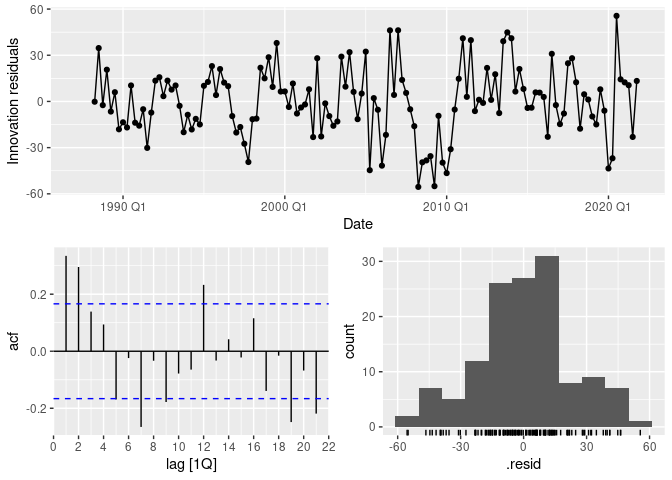 60
30
0
-30
-60
Innovation residuals
1990 Q1 2000 Q1 2010 Q1 2020 Q1
Date
0.2
0.0
-0.2
acf
0 2 4 6 8 10 12 14 16 18 20 22
lag [1Q]
30
20
10
0
count
-60 -30 0 30 60
.resid